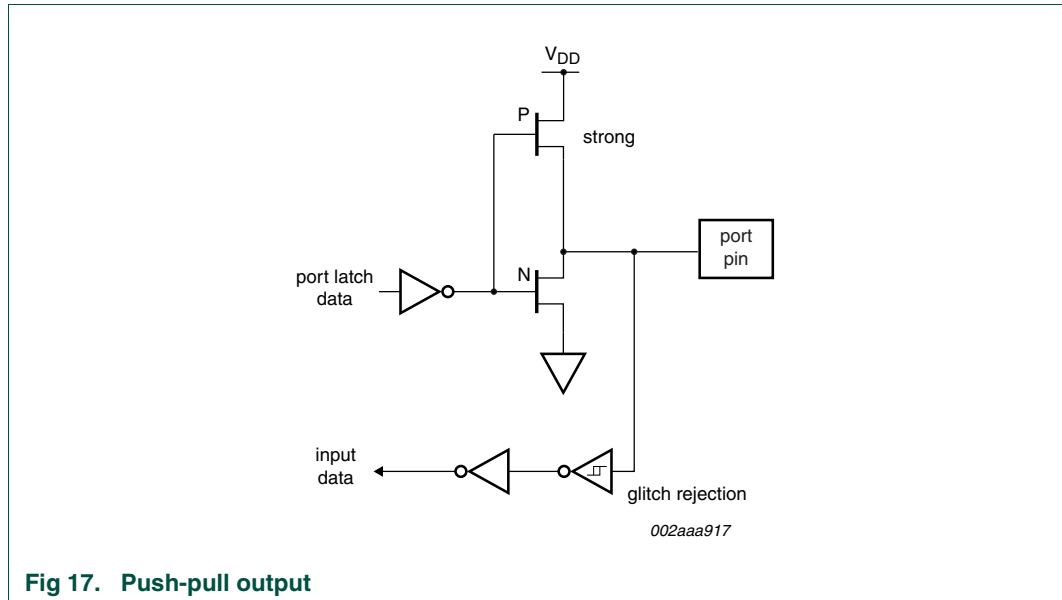 VDD
P
strong
port
pin
N
port latch
data
input
data
glitch rejection
002aaa917
Fig 17. Push-pull output